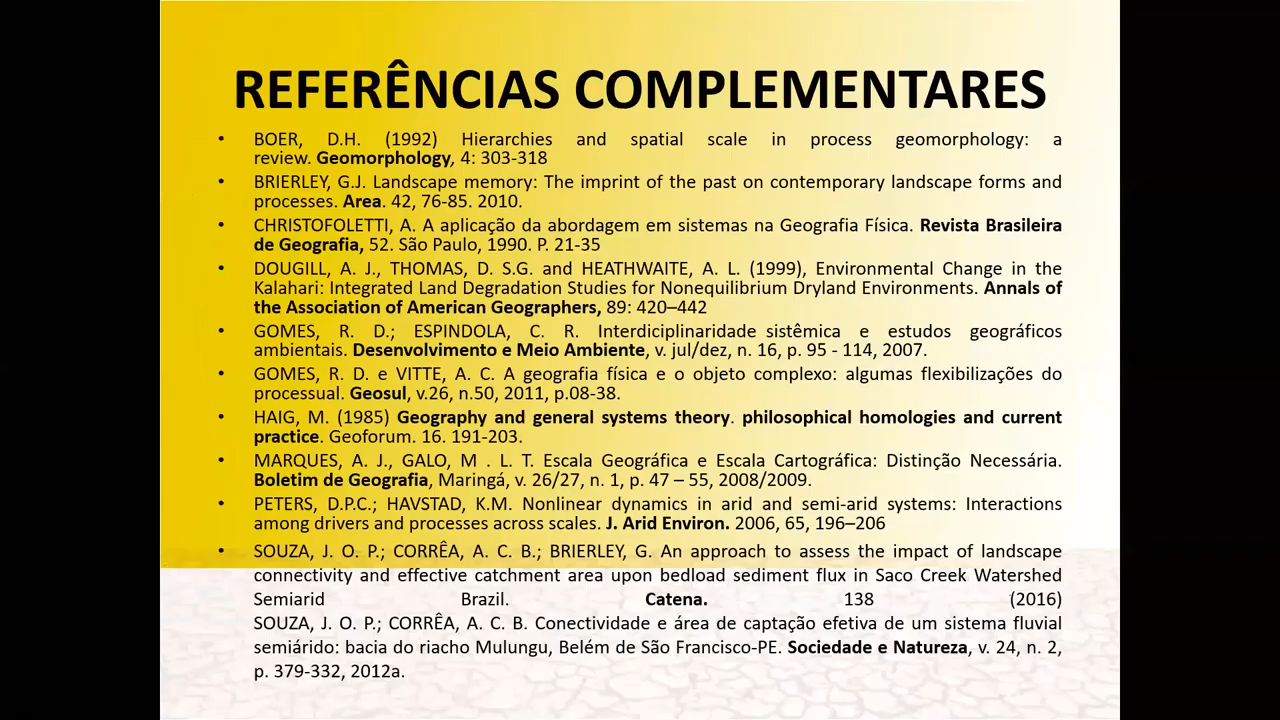 REFERÊNCIAS COMPLEMENTARES
• BOER, D.H. (1992) Hierarchies and spatial scale in process geomorphology: a
review. Geomorphology, 4: 303-318
• BRIERLEY, G.J. Landscape memory: The imprint of the past on contemporary landscape forms and
processes. Area. 42, 76-85. 2010.
• CHRISTOFOLETTI, A. A aplicação da abordagem em sistemas na Geografia Física. Revista Brasileira
de Geografia, 52. São Paulo, 1990. P. 21-35
• DOUGILL, A. J., THOMAS, D. S.G. and HEATHWAITE, A. L. (1999), Environmental Change in the
Kalahari: Integrated Land Degradation Studies for Nonequilibrium Dryland Environments. Annals of
the Association of American Geographers, 89: 420–442
• GOMES, R. D.; ESPINDOLA, C. R. Interdiciplinaridade sistêmica e estudos geográficos
ambientais. Desenvolvimento e Meio Ambiente, v. jul/dez, n. 16, p. 95 - 114, 2007.
• GOMES, R. D. e VITTE, A. C. A geografia física e o objeto complexo: algumas flexibilizações do
processual. Geosul, v.26, n.50, 2011, p.08-38.
• HAIG, M. (1985) Geography and general systems theory. philosophical homologies and current
practice. Geoforum. 16. 191-203.
• MARQUES, A. J., GALO, M . L. T. Escala Geográfica e Escala Cartográfica: Distinção Necessária.
Boletim de Geografia, Maringá, v. 26/27, n. 1, p. 47 – 55, 2008/2009.
• PETERS, D.P.C.; HAVSTAD, K.M. Nonlinear dynamics in arid and semi-arid systems: Interactions
among drivers and processes across scales. J. Arid Environ. 2006, 65, 196–206
• SOUZA, J. O. P.; CORRÊA, A. C. B.; BRIERLEY, G. An approach to assess the impact of landscape
connectivity and effective catchment area upon bedload sediment flux in Saco Creek Watershed
Semiarid Brazil. Catena. 138 (2016)
SOUZA, J. O. P.; CORRÊA, A. C. B. Conectividade e área de captação efetiva de um sistema fluvial
semiárido: bacia do riacho Mulungu, Belém de São Francisco-PE. Sociedade e Natureza, v. 24, n. 2,
p. 379-332, 2012a.